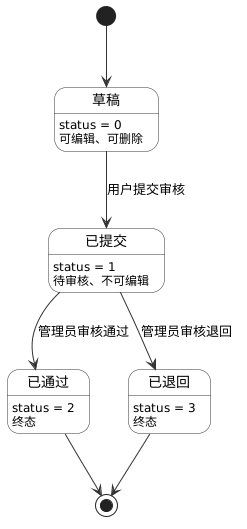 草稿
status = 0
可编辑、可删除
用户提交审核
已提交
status = 1
待审核、不可编辑
管理员审核通过
管理员审核退回
已通过
status = 2
终态
已退回
status = 3
终态